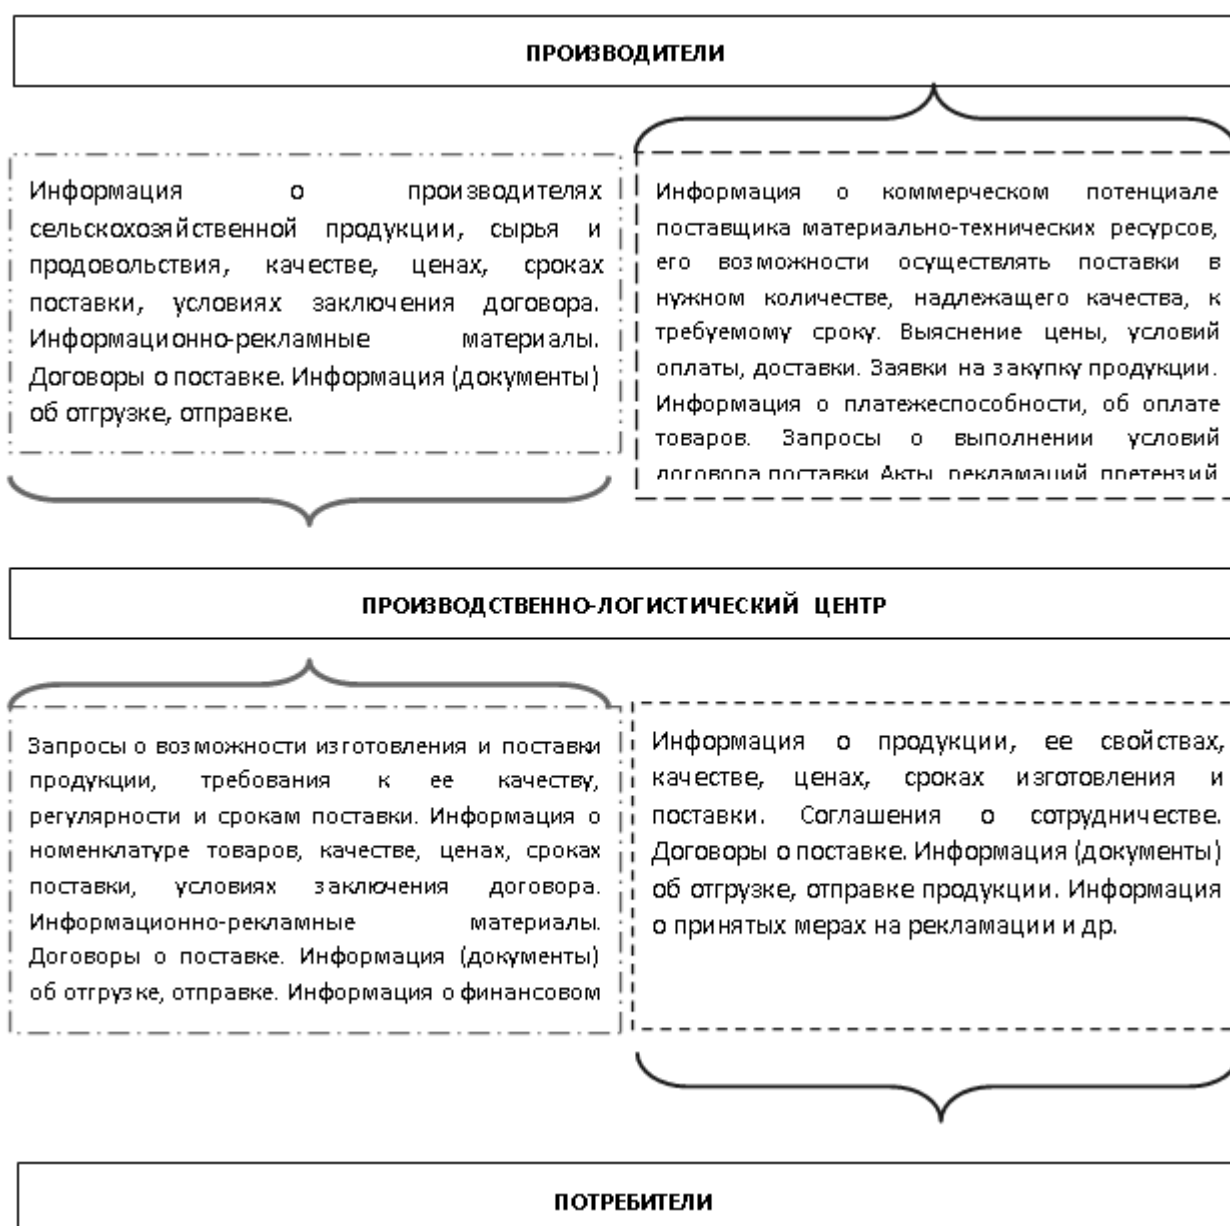 ПРОИЗВОДИТЕЛИ
Информация о производителях
сельскохозяйственной продукции, сырья и
продовольствия, качестве, ценах, сроках
поставки, условиях заключения договора.
Информационно-рекламные материалы.
Договоры о поставке. Информация (документы)
об отгрузке, отправке.
Информация о коммерческом потенциале
поставщика материально-технических ресурсов,
его возможности осуществлять поставки в
нужном количестве, надлежащего качества, к
требуемому сроку. Выяснение цены, условий
оплаты, доставки. Заявки на закупку продукции.
Информация о платежеспособности, об оплате
товаров. Запросы о выполнении условий
договора поставки Акты рекламаций претензий
ПРОИЗВОДСТВЕННО-ЛОГИСТИЧЕСКИЙ ЦЕНТР
Запросы о возможности изготовления и поставки
продукции, требования к ее качеству,
регулярности и срокам поставки. Информация о
номенклатуре товаров, качестве, ценах, сроках
поставки, условиях заключения договора.
Информационно-рекламные материалы.
Договоры о поставке. Информация (документы)
об отгрузке, отправке. Информация о финансовом
Информация о продукции, ее свойствах,
качестве, ценах, сроках изготовления и
поставки. Соглашения о сотрудничестве.
Договоры о поставке. Информация (документы)
об отгрузке, отправке продукции. Информация
о принятых мерах на рекламации и др.
ПОТРЕБИТЕЛИ